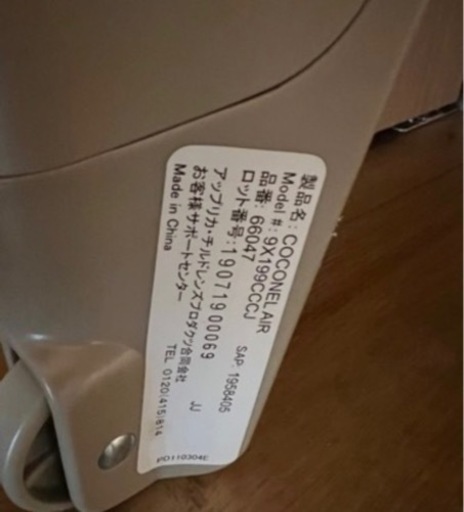 製品名: COCONEL AIR
Model #: 9X199CCCJ
品番: 66047 SAP: 1958405
ロット番号: 190719 00069
アップリカ・チルドレンズプロダクツ合同会社 JJ
お客様サポートセンター TEL 0120(415)814
Made in China
PD110304E